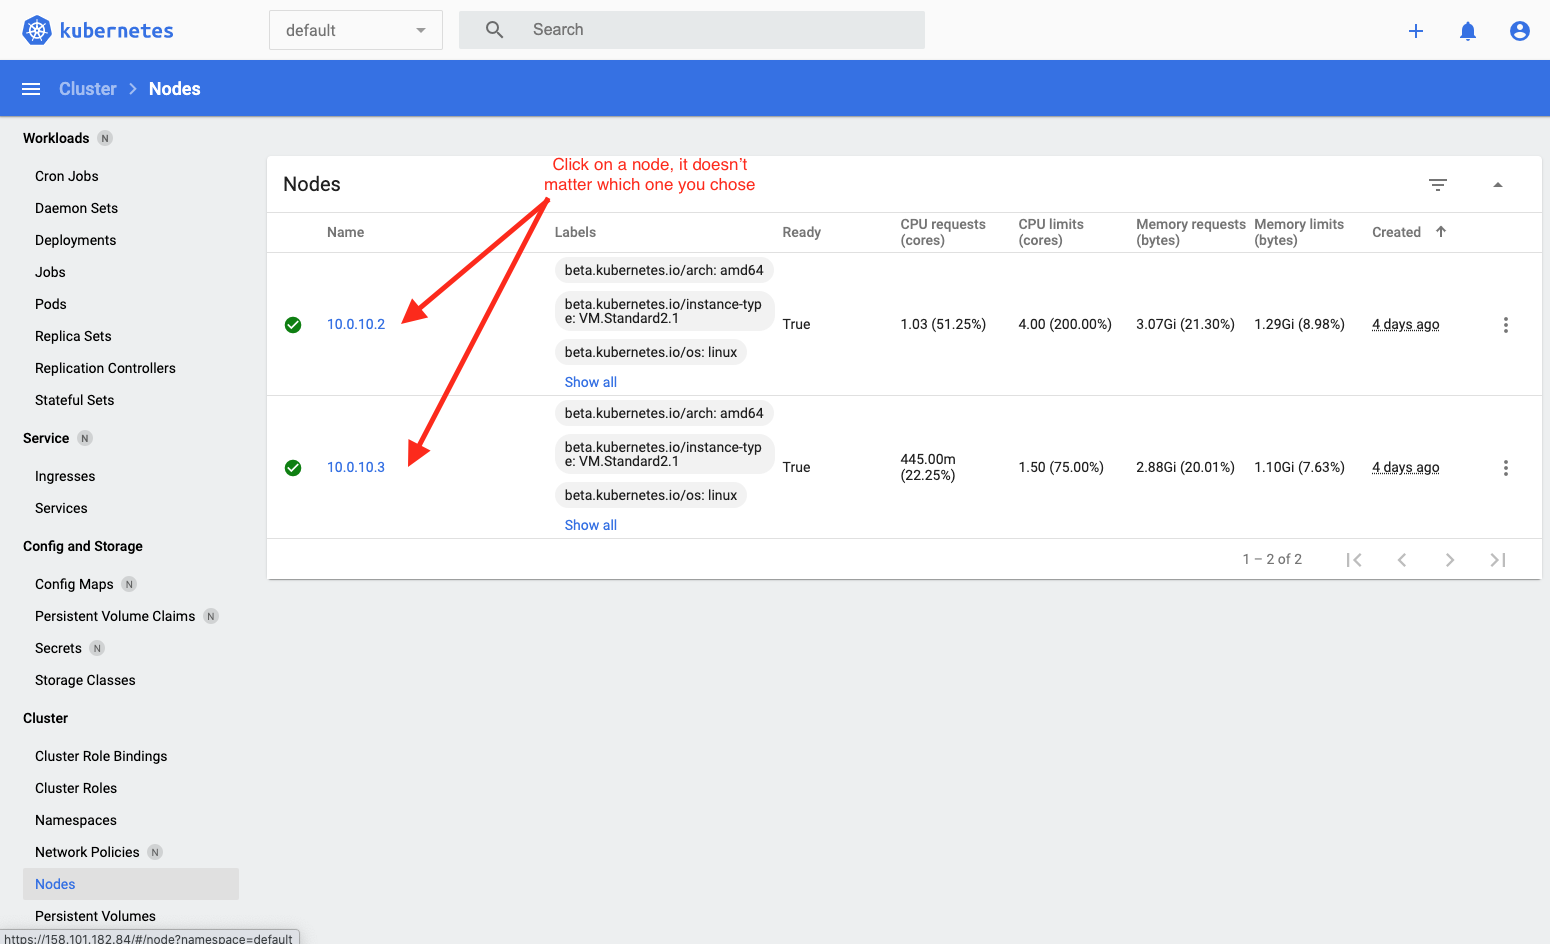 kubernetes
default
Search
Cluster
Nodes
Workloads N
Cron Jobs
Daemon Sets
Deployments
Jobs
Pods
Replica Sets
Replication Controllers
Stateful Sets
Service N
Ingresses
Services
Config and Storage
Config Maps N
Persistent Volume Claims N
Secrets N
Storage Classes
Cluster
Cluster Role Bindings
Cluster Roles
Namespaces
Network Policies N
Nodes
Persistent Volumes
https://158.101.182.84/#/node?namespace=default
Click on a node, it doesn't
matter which one you chose
Nodes
Name
Labels
Ready
CPU requests
(cores)
CPU limits
(cores)
Memory requests
(bytes)
Memory limits
(bytes)
Created
10.0.10.2
beta.kubernetes.io/arch: amd64
beta.kubernetes.io/instance-typ
e: VM.Standard2.1
beta.kubernetes.io/os: linux
Show all
True
1.03 (51.25%)
4.00 (200.00%)
3.07Gi (21.30%)
1.29Gi (8.98%)
4 days ago
10.0.10.3
beta.kubernetes.io/arch: amd64
beta.kubernetes.io/instance-typ
e: VM.Standard2.1
beta.kubernetes.io/os: linux
Show all
True
445.00m
(22.25%)
1.50 (75.00%)
2.88Gi (20.01%)
1.10Gi (7.63%)
4 days ago
1 – 2 of 2